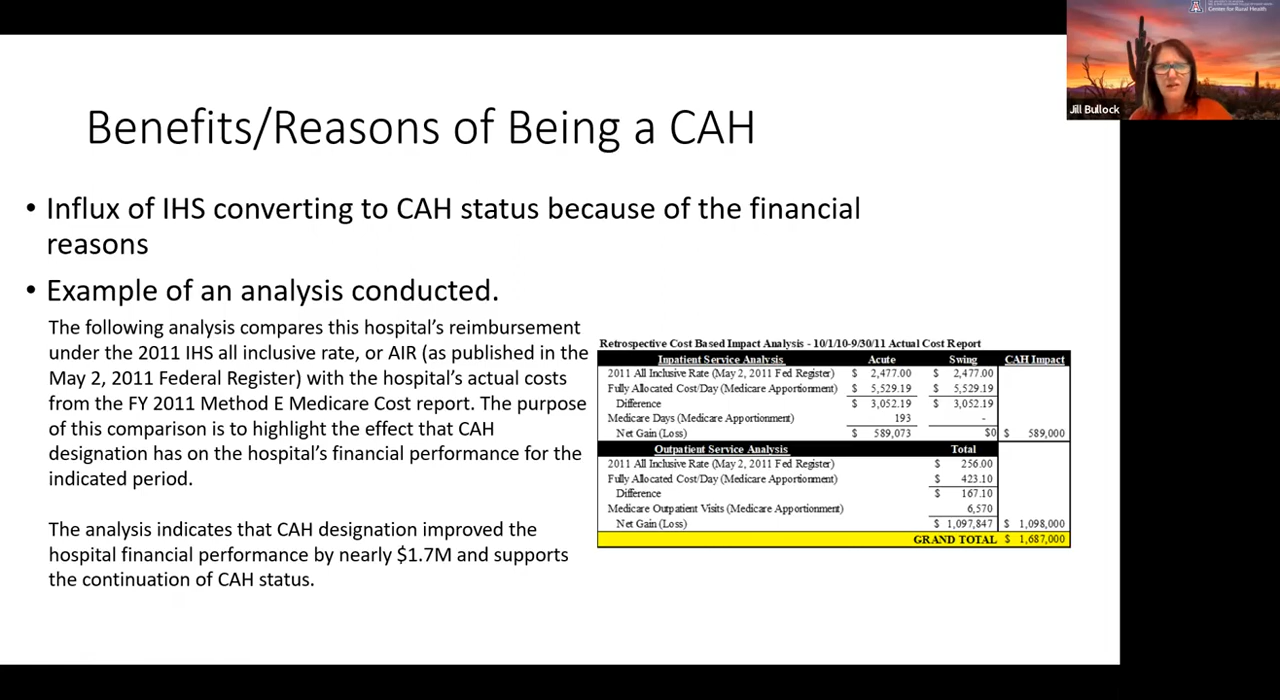 Center for Rural Health
Jill Bullock
Benefits/Reasons of Being a CAH
• Influx of IHS converting to CAH status because of the financial
reasons
• Example of an analysis conducted.
The following analysis compares this hospital's reimbursement
under the 2011 IHS all inclusive rate, or AIR (as published in the
May 2, 2011 Federal Register) with the hospital's actual costs
from the FY 2011 Method E Medicare Cost report. The purpose
of this comparison is to highlight the effect that CAH
designation has on the hospital's financial performance for the
indicated period.
The analysis indicates that CAH designation improved the
hospital financial performance by nearly $1.7M and supports
the continuation of CAH status.
Retrospective Cost Based Impact Analysis - 10/1/10-9/30/11 Actual Cost Report
Inpatient Service Analysis Acute Swing CAH Impact
2011 All Inclusive Rate (May 2, 2011 Fed Register) $ 2,477.00 $ 2,477.00
Fully Allocated Cost/Day (Medicare Apportionment) $ 5,529.19 $ 5,529.19
Difference $ 3,052.19 $ 3,052.19
Medicare Days (Medicare Apportionment) 193 -
Net Gain (Loss) $ 589,073 $0 $ 589,000
Outpatient Service Analysis Total
2011 All Inclusive Rate (May 2, 2011 Fed Register) $ 256.00
Fully Allocated Cost/Day (Medicare Apportionment) $ 423.10
Difference $ 167.10
Medicare Outpatient Visits (Medicare Apportionment) 6,570
Net Gain (Loss) $ 1,097,847 $ 1,098,000
GRAND TOTAL $ 1,687,000